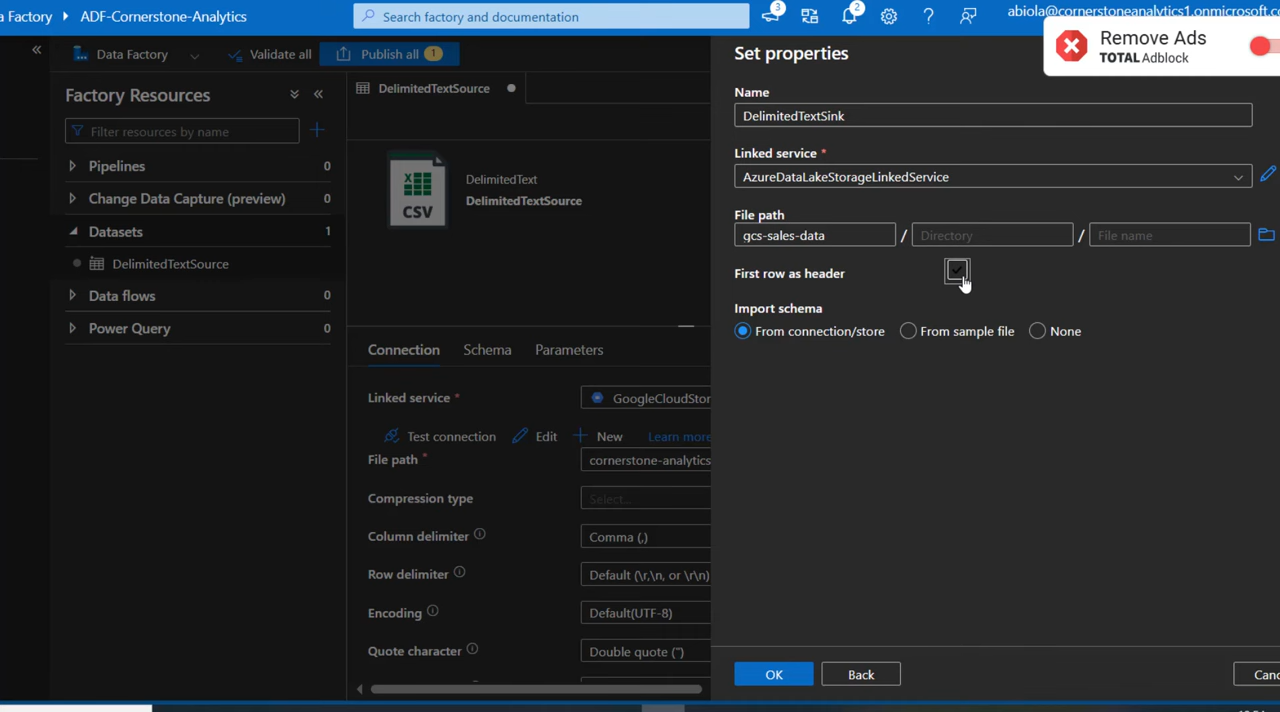 a Factory
ADF-Cornerstone-Analytics
Search factory and documentation
3
2
abiola@cornerstoneanalytics1.onmicrosoft.c
Remove Ads
TOTAL Adblock
Data Factory
Validate all
Publish all 1
Set properties
Factory Resources
Filter resources by name
Pipelines 0
Change Data Capture (preview) 0
Datasets 1
DelimitedTextSource
Data flows 0
Power Query 0
DelimitedTextSource
CSV
DelimitedText
DelimitedTextSource
Connection
Schema
Parameters
Linked service *
GoogleCloudStor
Test connection
Edit
New
Learn more
File path *
cornerstone-analytics
Compression type
Select...
Column delimiter
Comma (,)
Row delimiter
Default (\r,\n, or \r\n)
Encoding
Default(UTF-8)
Quote character
Double quote (")
Name
DelimitedTextSink
Linked service *
AzureDataLakeStorageLinkedService
File path
gcs-sales-data / Directory / File name
First row as header
Import schema
From connection/store
From sample file
None
OK
Back
Canc